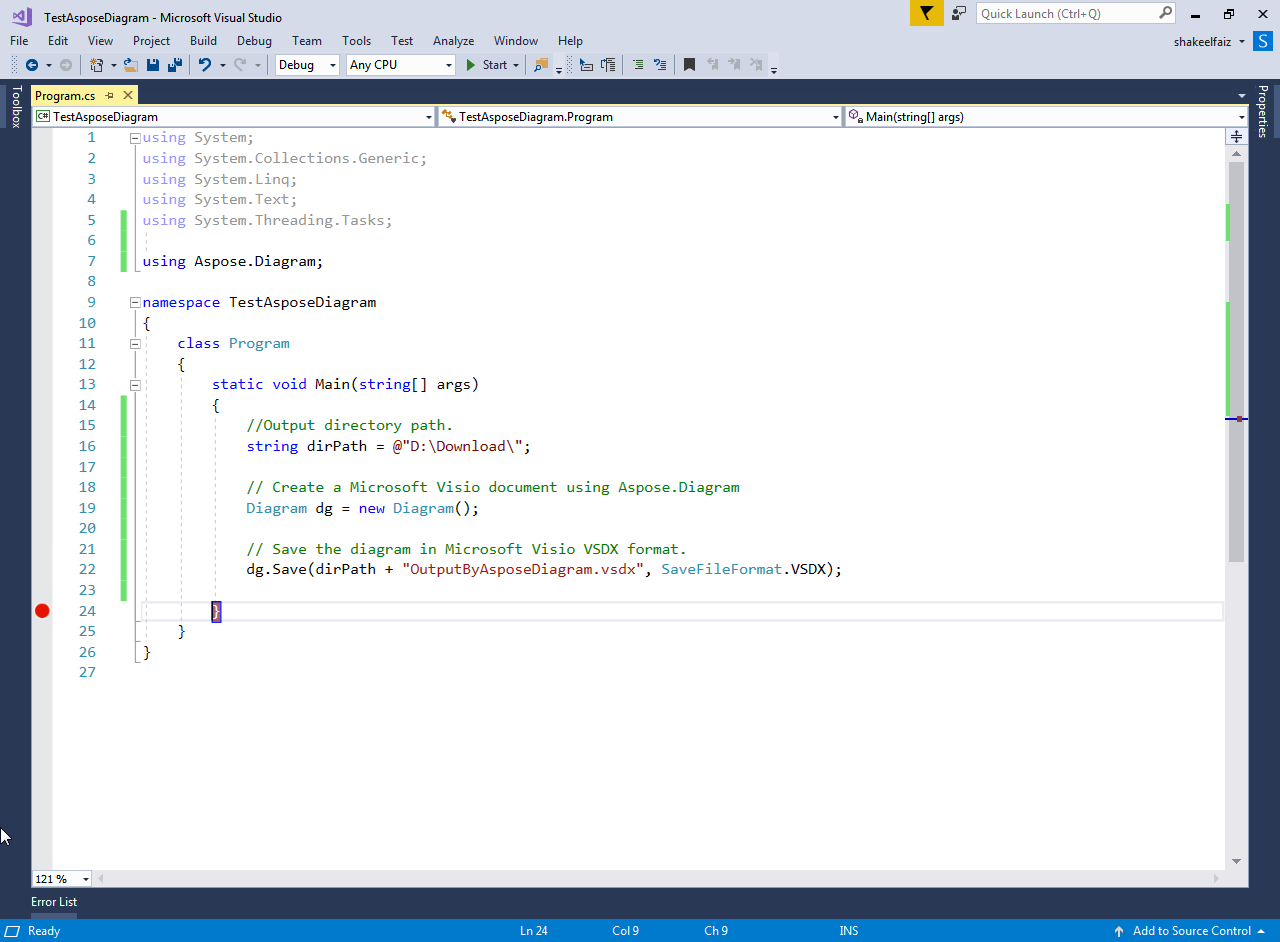 TestAsposeDiagram - Microsoft Visual Studio
Quick Launch (Ctrl+Q)
File Edit View Project Build Debug Team Tools Test Analyze Window Help
shakeelfaiz S
Debug Any CPU Start
Toolbox
Program.cs
Properties
C# TestAsposeDiagram TestAsposeDiagram.Program Main(string[] args)
1 using System;
2 using System.Collections.Generic;
3 using System.Linq;
4 using System.Text;
5 using System.Threading.Tasks;
6
7 using Aspose.Diagram;
8
9 namespace TestAsposeDiagram
10 {
11 class Program
12 {
13 static void Main(string[] args)
14 {
15 //Output directory path.
16 string dirPath = @"D:\Download\";
17
18 // Create a Microsoft Visio document using Aspose.Diagram
19 Diagram dg = new Diagram();
20
21 // Save the diagram in Microsoft Visio VSDX format.
22 dg.Save(dirPath + "OutputByAsposeDiagram.vsdx", SaveFileFormat.VSDX);
23
24 }
25 }
26 }
27
121 %
Error List
Ready Ln 24 Col 9 Ch 9 INS Add to Source Control